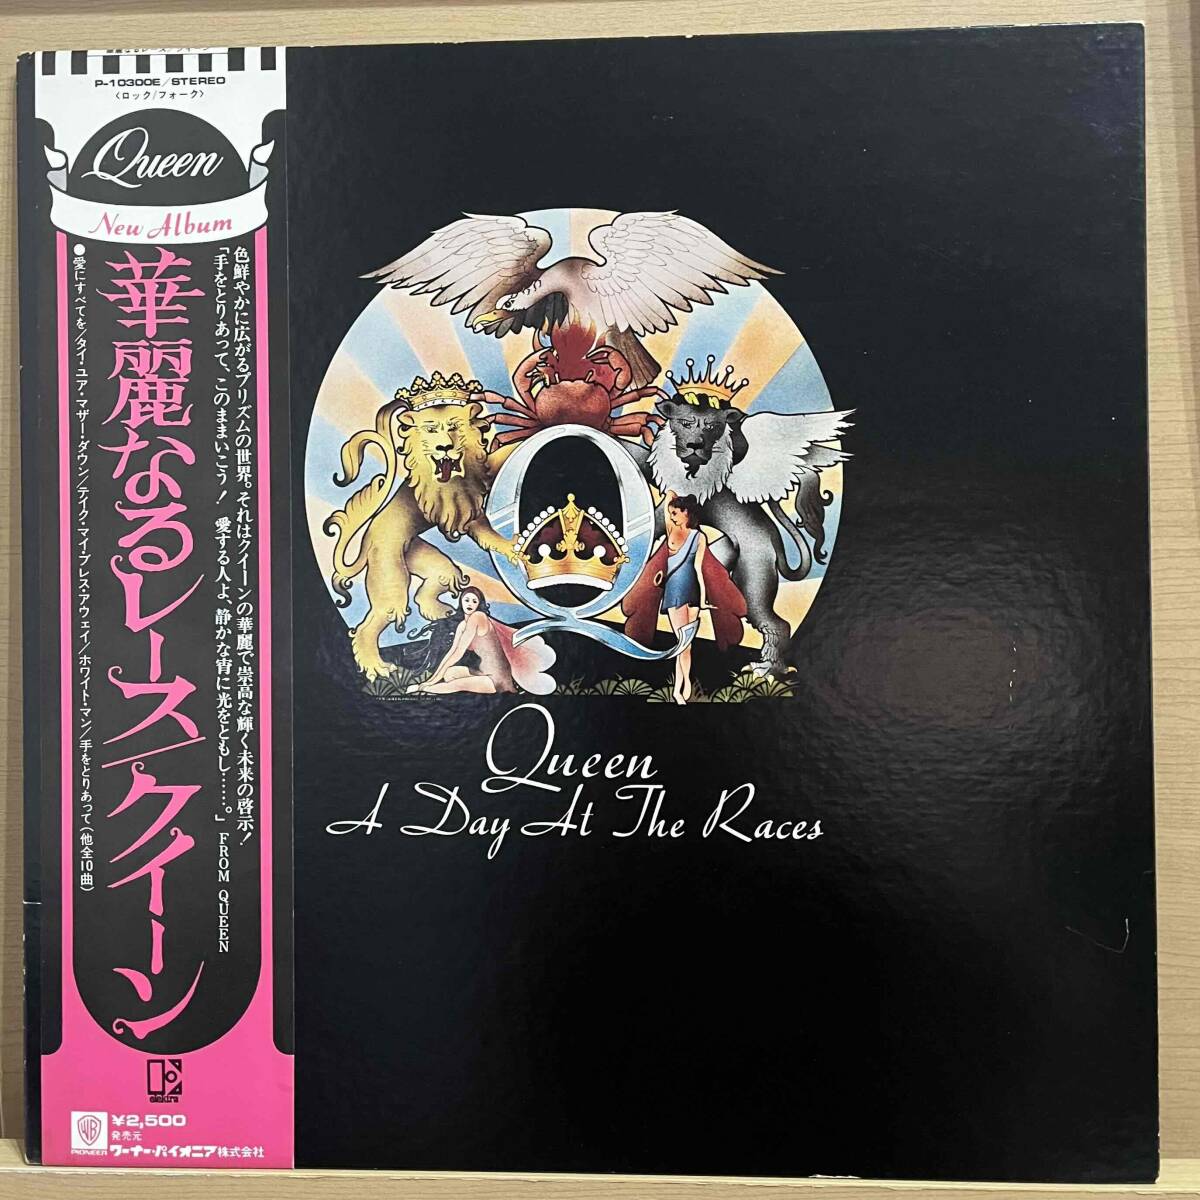 P-10300E/STEREO
〈ロック/フォーク〉
Queen
New Album
華麗なるレース/クイーン
色鮮やかに広がるプリズムの世界。それはクイーンの華麗で崇高な輝く未来の啓示!
「手をとりあって、このままいこう! 愛する人よ、静かな宵に光をともし……。」FROM QUEEN
●愛にすべてを/タイ・ユア・マザー・ダウン/テイク・マイ・ブレス・アウェイ/ホワイト・マン/手をとりあって(他全10曲)
elektra
WB
PIONEER
¥2,500
発売元
ワーナー・パイオニア株式会社
Queen
A Day At The Races